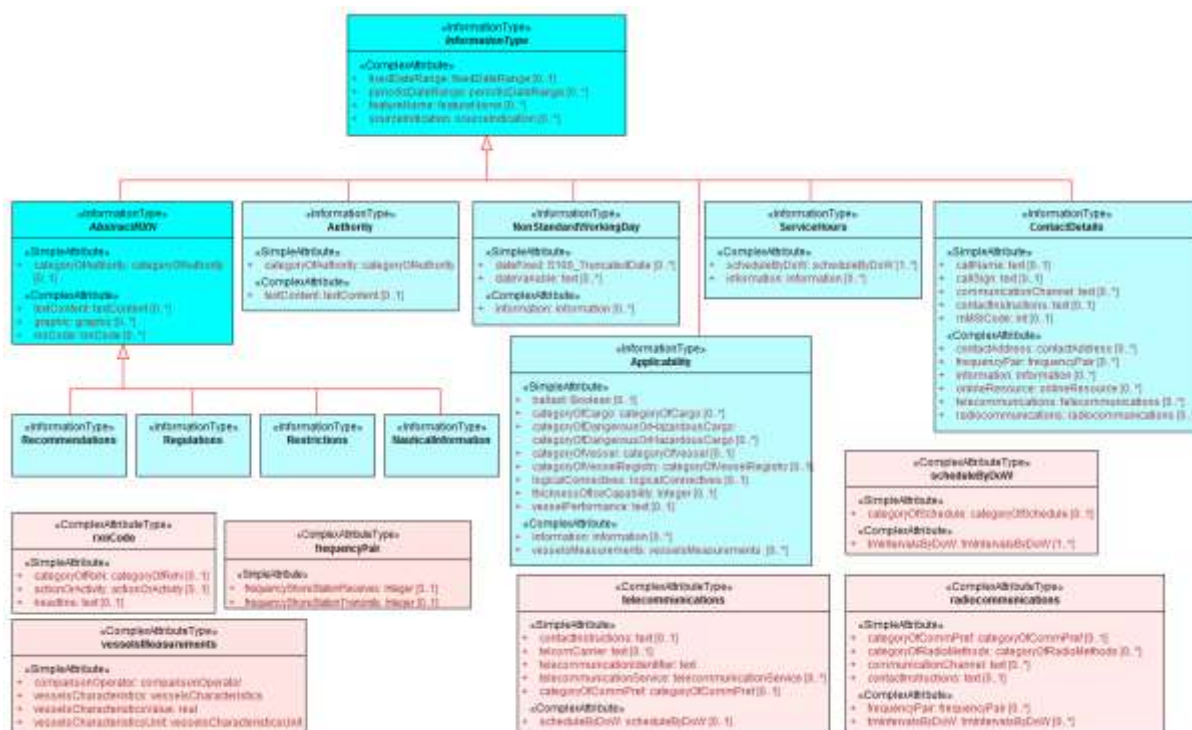 «InformationType»
InformationType
«ComplexAttribute»
fixedDateRange: fixedDateRange [0..1]
periodicDateRange: periodicDateRange [0..*]
featureName: featureName [0..*]
sourceIndication: sourceIndication [0..*]
«InformationType»
AbstractRXN
«SimpleAttribute»
categoryOfAuthority: categoryOfAuthority
[0..1]
«ComplexAttribute»
textContent: textContent [0..*]
graphic: graphic [0..*]
rxnCode: rxnCode [0..*]
«InformationType»
Authority
«SimpleAttribute»
categoryOfAuthority: categoryOfAuthority
«ComplexAttribute»
textContent: textContent [0..1]
«InformationType»
NonStandardWorkingDay
«SimpleAttribute»
dateFixed: S100_TruncatedDate [0..*]
dateVariable: text [0..*]
«ComplexAttribute»
information: information [0..*]
«InformationType»
ServiceHours
«ComplexAttribute»
scheduleByDoW: scheduleByDoW [1..*]
information: information [0..*]
«InformationType»
ContactDetails
«SimpleAttribute»
callName: text [0..1]
callSign: text [0..1]
communicationChannel: text [0..*]
contactInstructions: text [0..1]
mMSICode: int [0..1]
«ComplexAttribute»
contactAddress: contactAddress [0..*]
frequencyPair: frequencyPair [0..*]
information: information [0..*]
onlineResource: onlineResource [0..*]
telecommunications: telecommunications [0..*]
radiocommunications: radiocommunications [0..
«InformationType»
Applicability
«SimpleAttribute»
ballast: Boolean [0..1]
categoryOfCargo: categoryOfCargo [0..*]
categoryOfDangerousOrHazardousCargo:
categoryOfDangerousOrHazardousCargo [0..*]
categoryOfVessel: categoryOfVessel [0..1]
categoryOfVesselRegistry: categoryOfVesselRegistry [0..1]
logicalConnectives: logicalConnectives [0..1]
thicknessOfIceCapability: Integer [0..1]
vesselPerformance: text [0..1]
«ComplexAttribute»
information: information [0..*]
vesselsMeasurements: vesselsMeasurements [0..*]
«InformationType»
Recommendations
«InformationType»
Regulations
«InformationType»
Restrictions
«InformationType»
NauticalInformation
«ComplexAttributeType»
scheduleByDoW
«SimpleAttribute»
categoryOfSchedule: categoryOfSchedule [0..1]
«ComplexAttribute»
tmIntervalsByDoW: tmIntervalsByDoW [1..*]
«ComplexAttributeType»
rxnCode
«SimpleAttribute»
categoryOfRxN: categoryOfRxN [0..1]
actionOrActivity: actionOrActivity [0..1]
headline: text [0..1]
«ComplexAttributeType»
frequencyPair
«SimpleAttribute»
frequencyShoreStationReceives: Integer [0..1]
frequencyShoreStationTransmits: Integer [0..1]
«ComplexAttributeType»
telecommunications
«SimpleAttribute»
contactInstructions: text [0..1]
telcomCarrier: text [0..1]
telecommunicationIdentifier: text
telecommunicationService: telecommunicationService [0..*]
categoryOfCommPref: categoryOfCommPref [0..1]
«ComplexAttribute»
scheduleByDoW: scheduleByDoW [0..1]
«ComplexAttributeType»
radiocommunications
«SimpleAttribute»
categoryOfCommPref: categoryOfCommPref [0..1]
categoryOfRadioMethods: categoryOfRadioMethods [0..*]
communicationChannel: text [0..*]
contactInstructions: text [0..1]
«ComplexAttribute»
frequencyPair: frequencyPair [0..*]
tmIntervalsByDoW: tmIntervalsByDoW [0..*]
«ComplexAttributeType»
vesselsMeasurements
«SimpleAttribute»
comparisonOperator: comparisonOperator
vesselsCharacteristics: vesselsCharacteristics
vesselsCharacteristicsValue: real
vesselsCharacteristicsUnit: vesselsCharacteristicsUnit